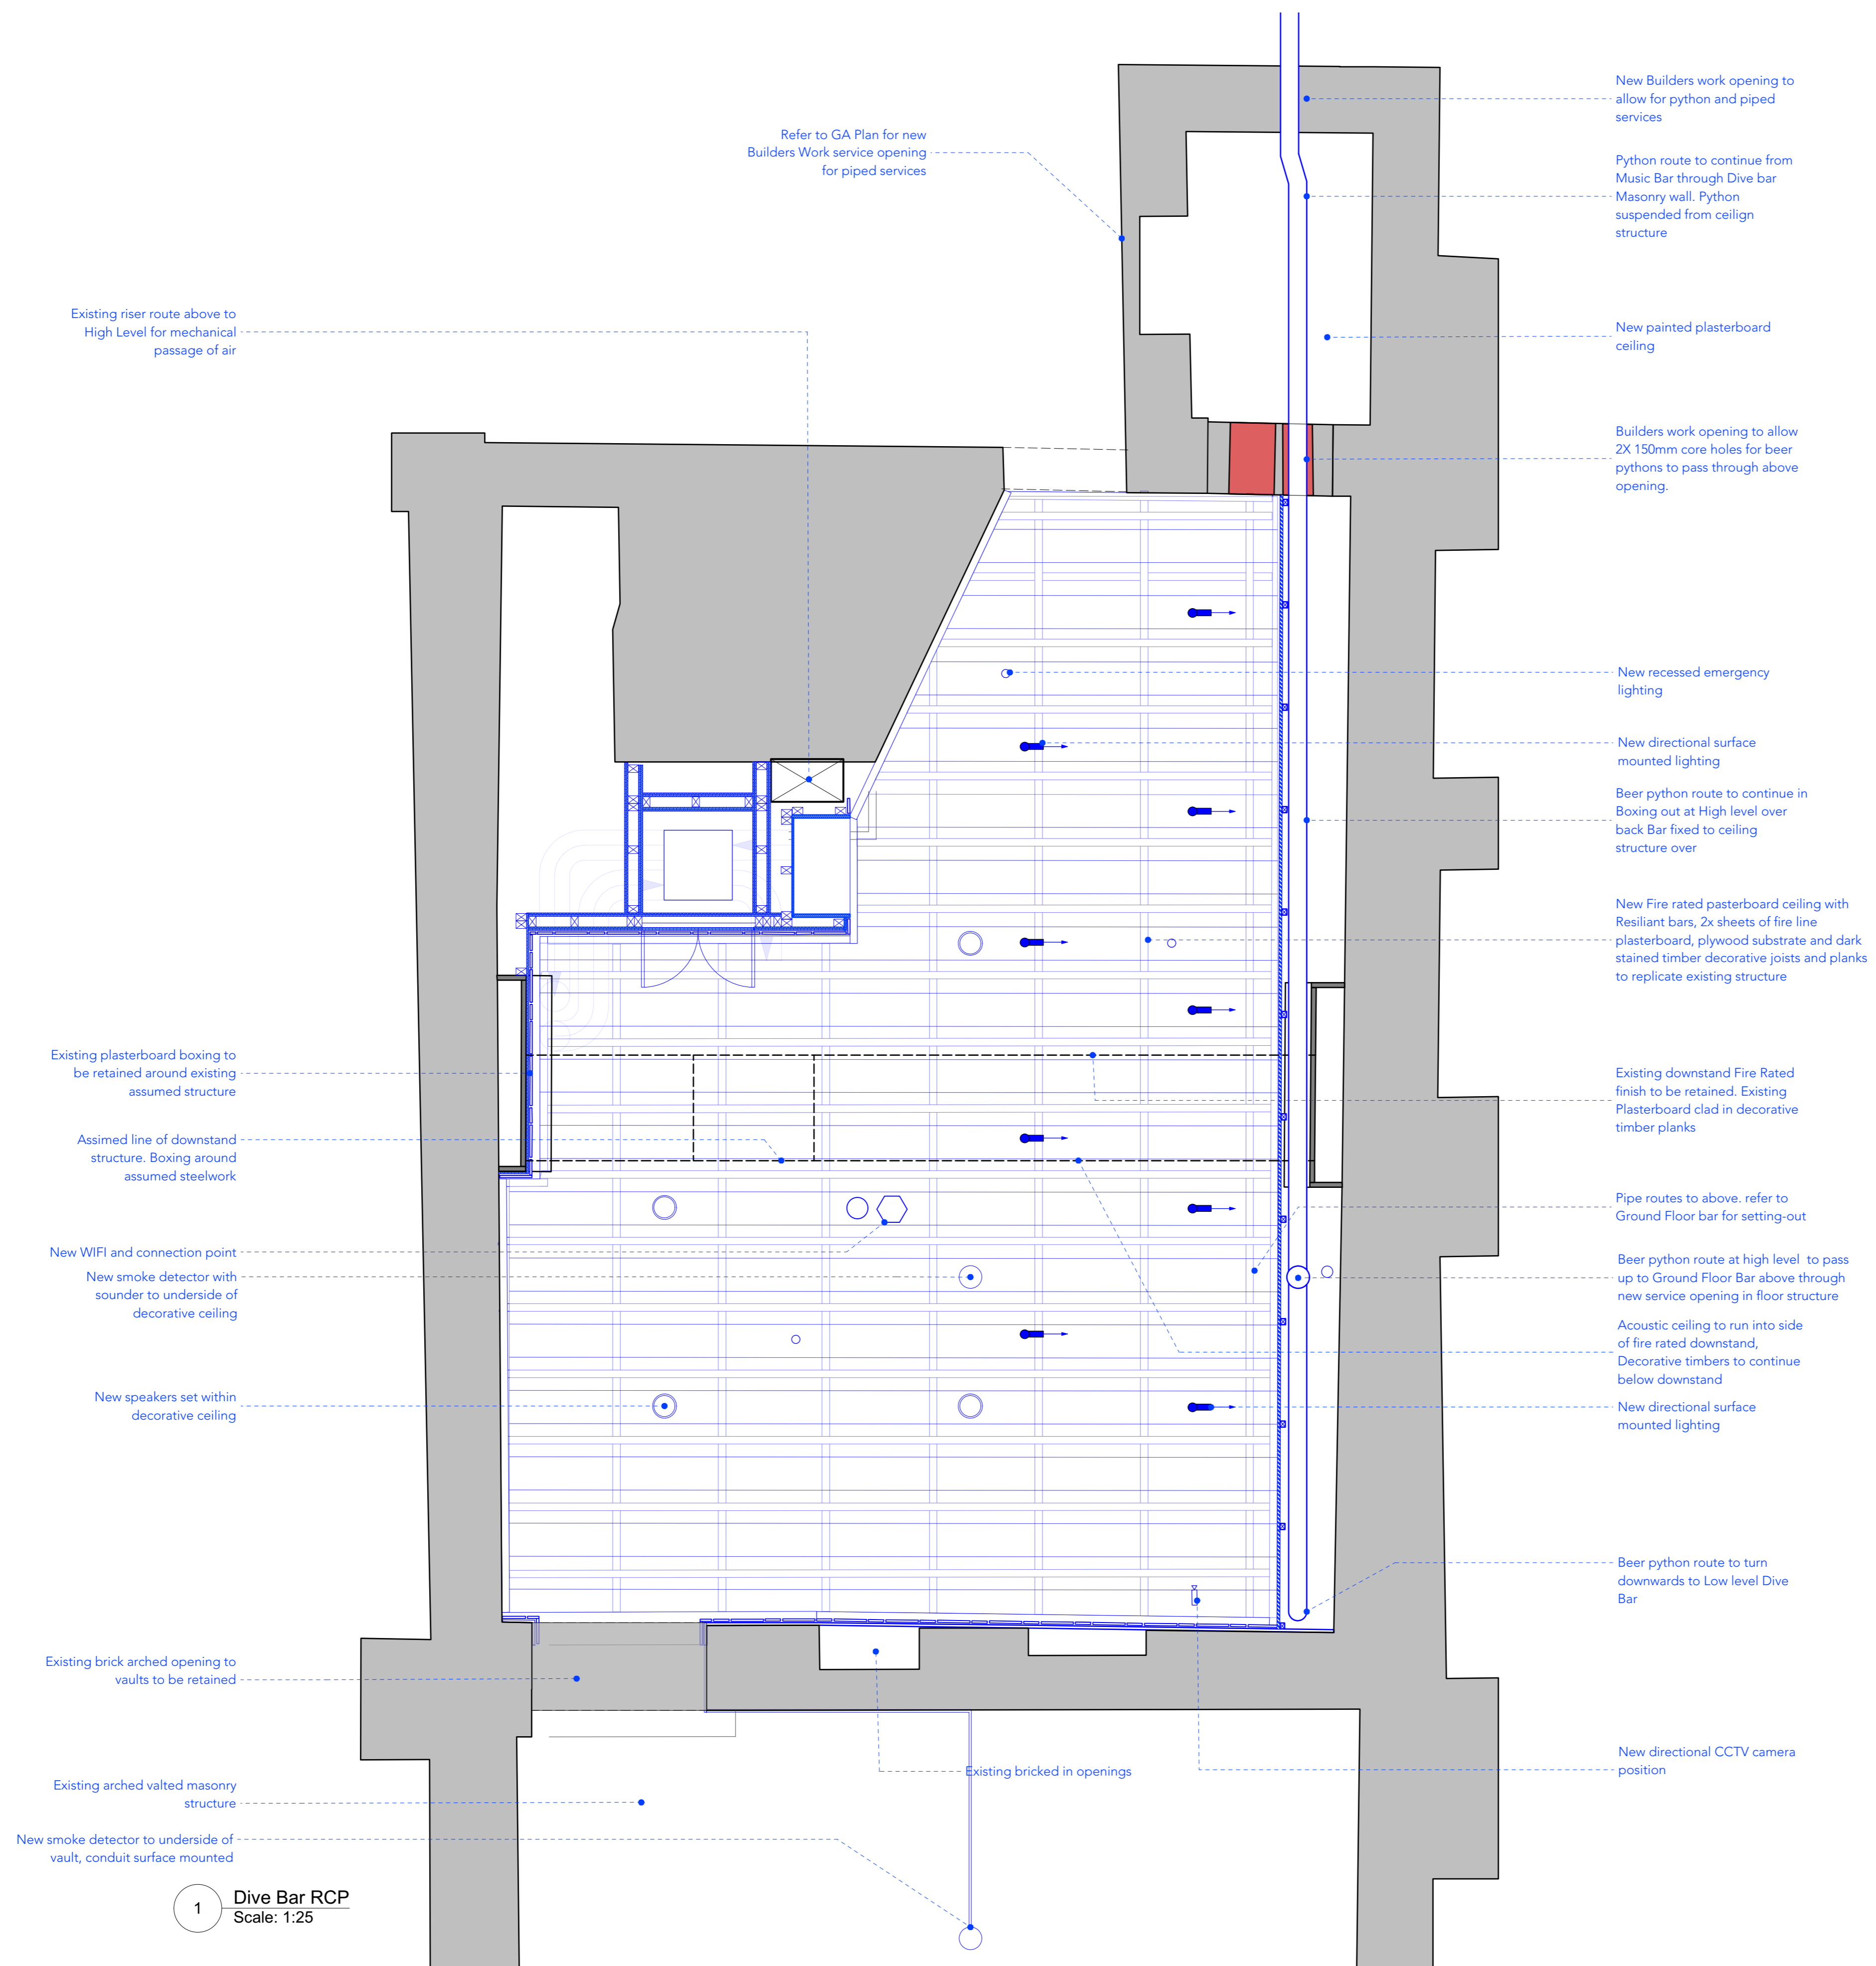 New Builders work opening to
allow for python and piped
services
Refer to GA Plan for new
Builders Work service opening
for piped services
Python route to continue from
Music Bar through Dive bar
Masonry wall. Python
suspended from ceilign
structure
Existing riser route above to
High Level for mechanical
passage of air
New painted plasterboard
ceiling
Builders work opening to allow
2X 150mm core holes for beer
pythons to pass through above
opening.
New recessed emergency
lighting
New directional surface
mounted lighting
Beer python route to continue in
Boxing out at High level over
back Bar fixed to ceiling
structure over
New Fire rated pasterboard ceiling with
Resiliant bars, 2x sheets of fire line
plasterboard, plywood substrate and dark
stained timber decorative joists and planks
to replicate existing structure
Existing plasterboard boxing to
be retained around existing
assumed structure
Existing downstand Fire Rated
finish to be retained. Existing
Plasterboard clad in decorative
timber planks
Assimed line of downstand
structure. Boxing around
assumed steelwork
Pipe routes to above. refer to
Ground Floor bar for setting-out
New WIFI and connection point
New smoke detector with
sounder to underside of
decorative ceiling
Beer python route at high level to pass
up to Ground Floor Bar above through
new service opening in floor structure
Acoustic ceiling to run into side
of fire rated downstand,
Decorative timbers to continue
below downstand
New speakers set within
decorative ceiling
New directional surface
mounted lighting
Beer python route to turn
downwards to Low level Dive
Bar
Existing brick arched opening to
vaults to be retained
New directional CCTV camera
position
Existing bricked in openings
Existing arched valted masonry
structure
New smoke detector to underside of
vault, conduit surface mounted
1
Dive Bar RCP
Scale: 1:25